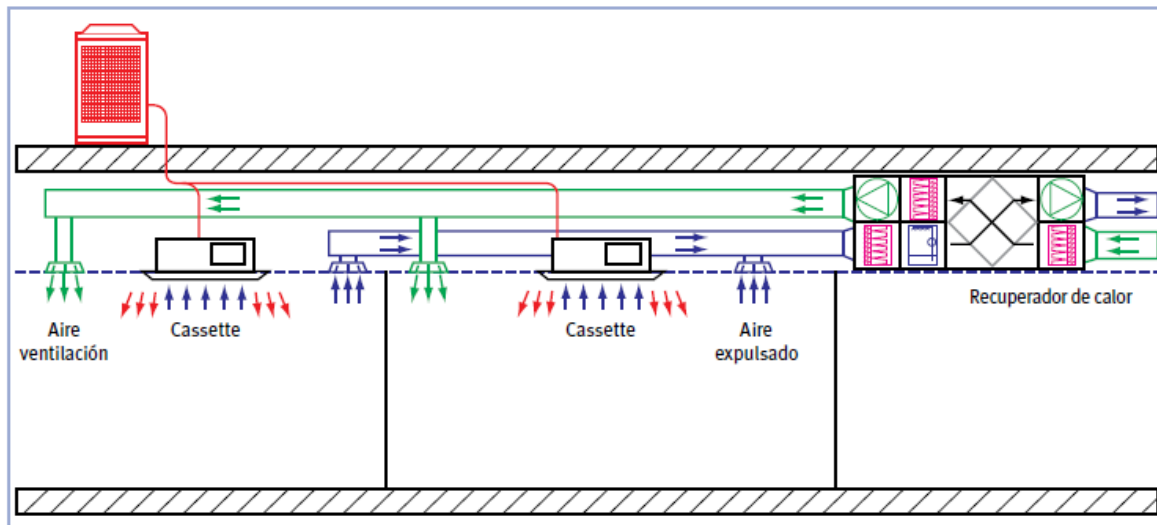 Recuperador de calor
Aire
ventilación
Cassette
Cassette
Aire
expulsado